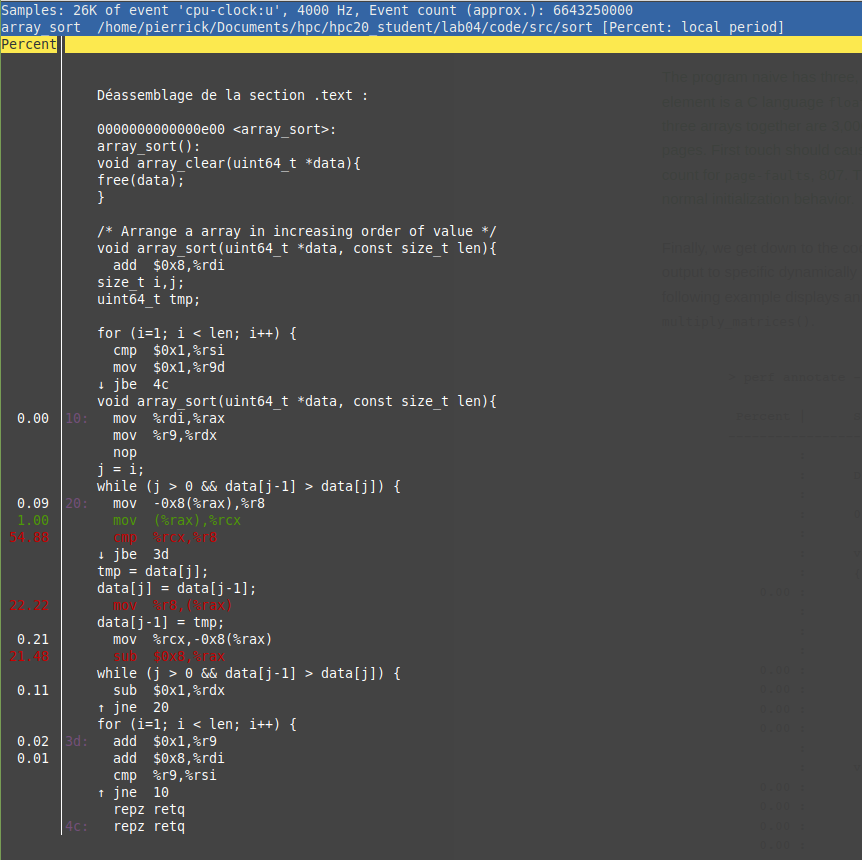 Samples: 26K of event 'cpu-clock:u', 4000 Hz, Event count (approx.): 6643250000
array_sort  /home/pierrick/Documents/hpc/hpc20_student/lab04/code/src/sort [Percent: local period]
Percent
Déassemblage de la section .text :
0000000000000e00 <array_sort>:
array_sort():
void array_clear(uint64_t *data){
free(data);
}
/* Arrange a array in increasing order of value */
void array_sort(uint64_t *data, const size_t len){
add  $0x8,%rdi
size_t i,j;
uint64_t tmp;
for (i=1; i < len; i++) {
cmp  $0x1,%rsi
mov  $0x1,%r9d
↓ jbe  4c
void array_sort(uint64_t *data, const size_t len){
0.00  10:  mov  %rdi,%rax
mov  %r9,%rdx
nop
j = i;
while (j > 0 && data[j-1] > data[j]) {
0.09  20:  mov  -0x8(%rax),%r8
1.00  mov  (%rax),%rcx
54.88  cmp  %rcx,%r8
↓ jbe  3d
tmp = data[j];
data[j] = data[j-1];
22.22  mov  %r8,(%rax)
data[j-1] = tmp;
0.21  mov  %rcx,-0x8(%rax)
21.48  sub  $0x8,%rax
while (j > 0 && data[j-1] > data[j]) {
0.11  sub  $0x1,%rdx
↑ jne  20
for (i=1; i < len; i++) {
0.02  3d:  add  $0x1,%r9
0.01  add  $0x8,%rdi
cmp  %r9,%rsi
↑ jne  10
repz retq
4c:  repz retq